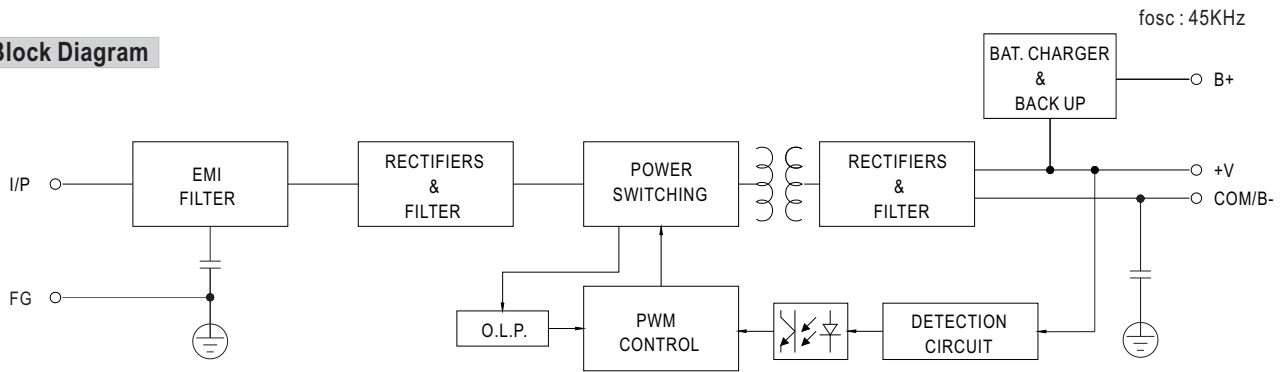 fosc : 45KHz
Block Diagram
BAT. CHARGER
&
BACK UP
B+
I/P
EMI
FILTER
RECTIFIERS
&
FILTER
POWER
SWITCHING
RECTIFIERS
&
FILTER
+V
COM/B-
FG
O.L.P.
PWM
CONTROL
DETECTION
CIRCUIT